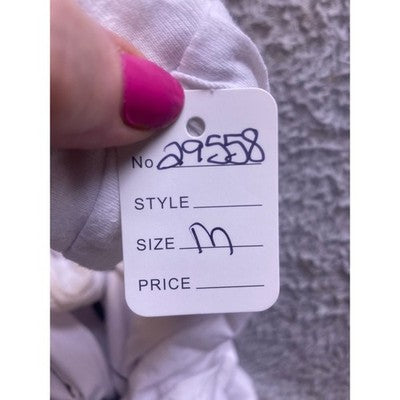 No 29558
STYLE
SIZE M
PRICE